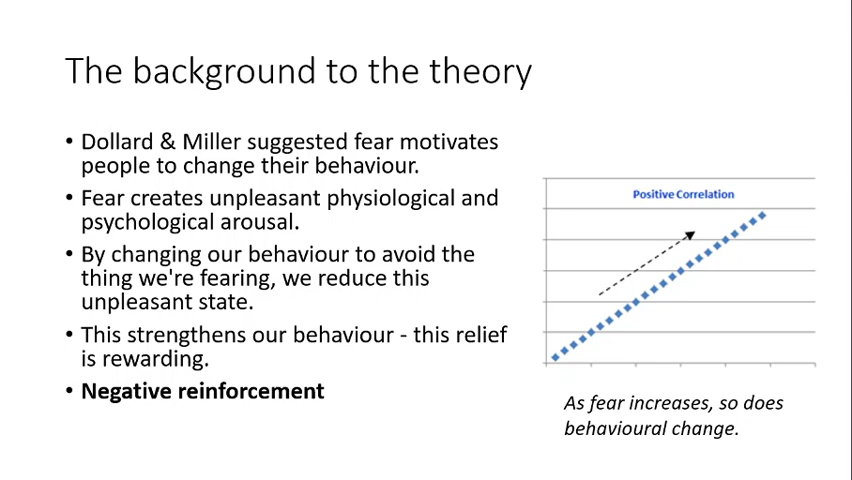 The background to the theory
• Dollard & Miller suggested fear motivates
people to change their behaviour.
• Fear creates unpleasant physiological and
psychological arousal.
• By changing our behaviour to avoid the
thing we're fearing, we reduce this
unpleasant state.
• This strengthens our behaviour - this relief
is rewarding.
• Negative reinforcement
Positive Correlation
As fear increases, so does
behavioural change.